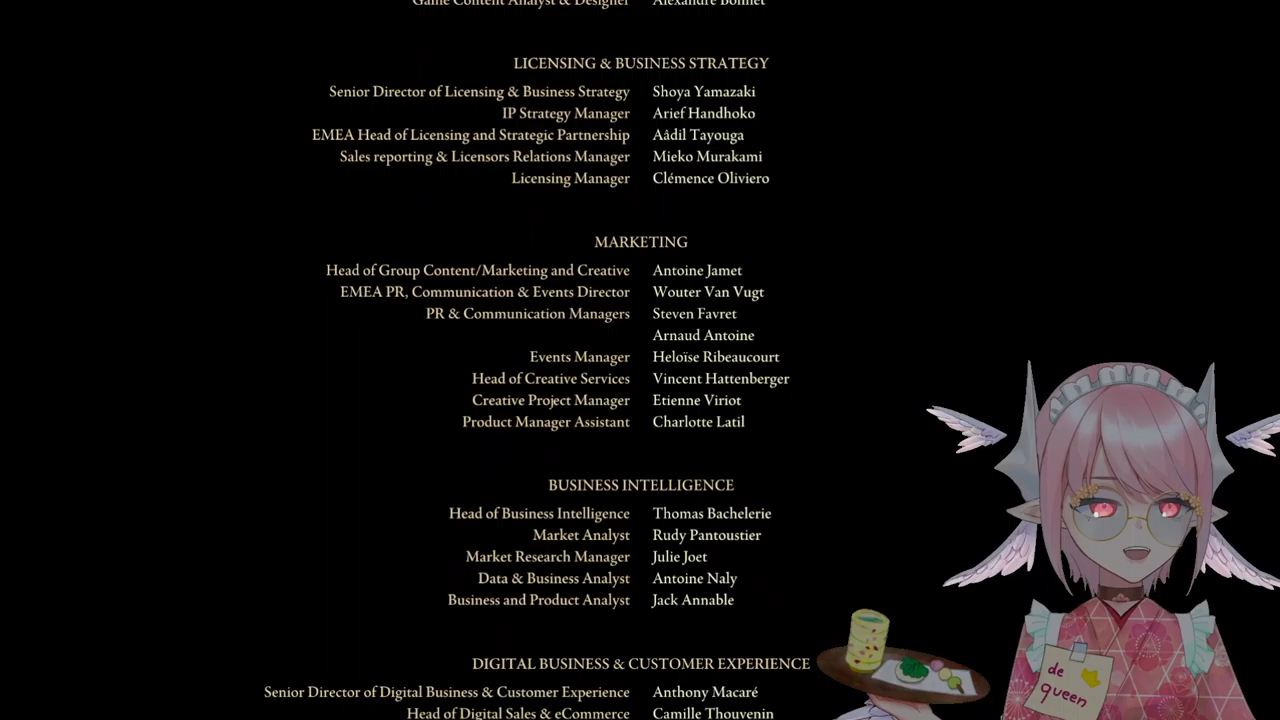 Game Content Analyst & Designer Alexandre Bonnet
LICENSING & BUSINESS STRATEGY
Senior Director of Licensing & Business Strategy Shoya Yamazaki
IP Strategy Manager Arief Handhoko
EMEA Head of Licensing and Strategic Partnership Aâdil Tayouga
Sales reporting & Licensors Relations Manager Mieko Murakami
Licensing Manager Clémence Oliviero
MARKETING
Head of Group Content/Marketing and Creative Antoine Jamet
EMEA PR, Communication & Events Director Wouter Van Vugt
PR & Communication Managers Steven Favret
Arnaud Antoine
Events Manager Heloïse Ribeaucourt
Head of Creative Services Vincent Hattenberger
Creative Project Manager Etienne Viriot
Product Manager Assistant Charlotte Latil
BUSINESS INTELLIGENCE
Head of Business Intelligence Thomas Bachelerie
Market Analyst Rudy Pantoustier
Market Research Manager Julie Joet
Data & Business Analyst Antoine Naly
Business and Product Analyst Jack Annable
DIGITAL BUSINESS & CUSTOMER EXPERIENCE
Senior Director of Digital Business & Customer Experience Anthony Macaré
Head of Digital Sales & eCommerce Camille Thouvenin
de
queen